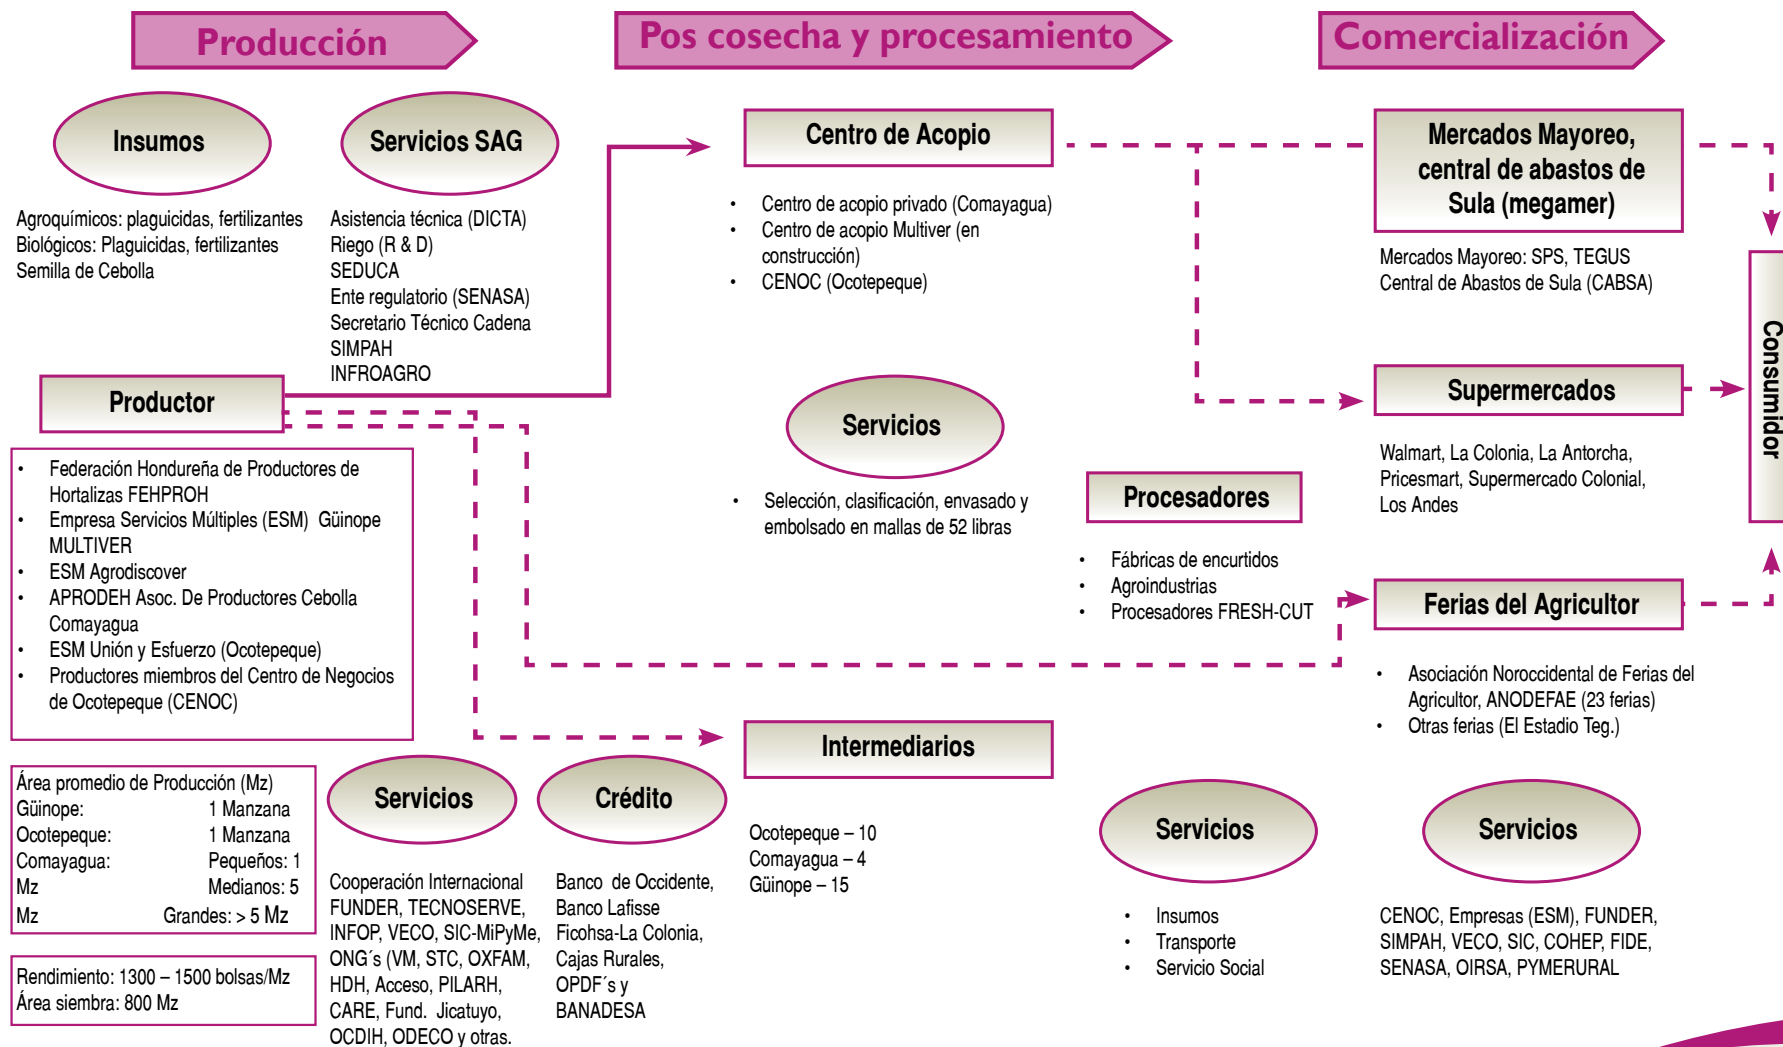 Producción
Pos cosecha y procesamiento
Comercialización
Insumos
Agroquímicos: plaguicidas, fertilizantes
Biológicos: Plaguicidas, fertilizantes
Semilla de Cebolla
Servicios SAG
Asistencia técnica (DICTA)
Riego (R & D)
SEDUCA
Ente regulatorio (SENASA)
Secretario Técnico Cadena
SIMPAH
INFROAGRO
Productor
• Federación Hondureña de Productores de
Hortalizas FEHPROH
• Empresa Servicios Múltiples (ESM) Güinope
MULTIVER
• ESM Agrodiscover
• APRODEH Asoc. De Productores Cebolla
Comayagua
• ESM Unión y Esfuerzo (Ocotepeque)
• Productores miembros del Centro de Negocios
de Ocotepeque (CENOC)
Área promedio de Producción (Mz)
Güinope: 1 Manzana
Ocotepeque: 1 Manzana
Comayagua: Pequeños: 1
Mz Medianos: 5
Mz Grandes: > 5 Mz
Rendimiento: 1300 – 1500 bolsas/Mz
Área siembra: 800 Mz
Servicios
Cooperación Internacional
FUNDER, TECNOSERVE,
INFOP, VECO, SIC-MiPyMe,
ONG´s (VM, STC, OXFAM,
HDH, Acceso, PILARH,
CARE, Fund. Jicatuyo,
OCDIH, ODECO y otras.
Crédito
Banco de Occidente,
Banco Lafisse
Ficohsa-La Colonia,
Cajas Rurales,
OPDF´s y
BANADESA
Centro de Acopio
• Centro de acopio privado (Comayagua)
• Centro de acopio Multiver (en
construcción)
• CENOC (Ocotepeque)
Servicios
• Selección, clasificación, envasado y
embolsado en mallas de 52 libras
Procesadores
• Fábricas de encurtidos
• Agroindustrias
• Procesadores FRESH-CUT
Intermediarios
Ocotepeque – 10
Comayagua – 4
Güinope – 15
Mercados Mayoreo,
central de abastos de
Sula (megamer)
Mercados Mayoreo: SPS, TEGUS
Central de Abastos de Sula (CABSA)
Supermercados
Walmart, La Colonia, La Antorcha,
Pricesmart, Supermercado Colonial,
Los Andes
Ferias del Agricultor
• Asociación Noroccidental de Ferias del
Agricultor, ANODEFAE (23 ferias)
• Otras ferias (El Estadio Teg.)
Consumidor
Servicios
• Insumos
• Transporte
• Servicio Social
Servicios
CENOC, Empresas (ESM), FUNDER,
SIMPAH, VECO, SIC, COHEP, FIDE,
SENASA, OIRSA, PYMERURAL